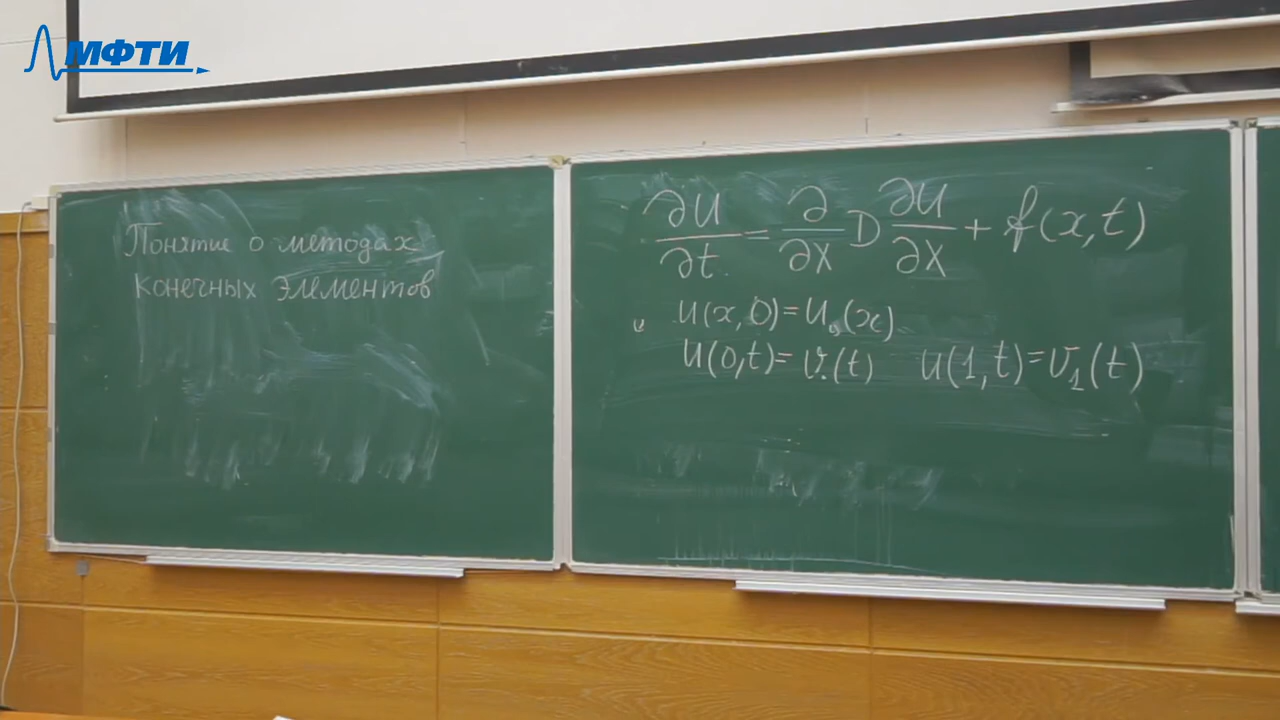 МФТИ
Понятие о методах
конечных элементов
∂U/∂t = ∂/∂x D ∂U/∂x + f(x,t)
U(x,0)=U₀(x)
U(0,t)=v₀(t) U(1,t)=v₁(t)